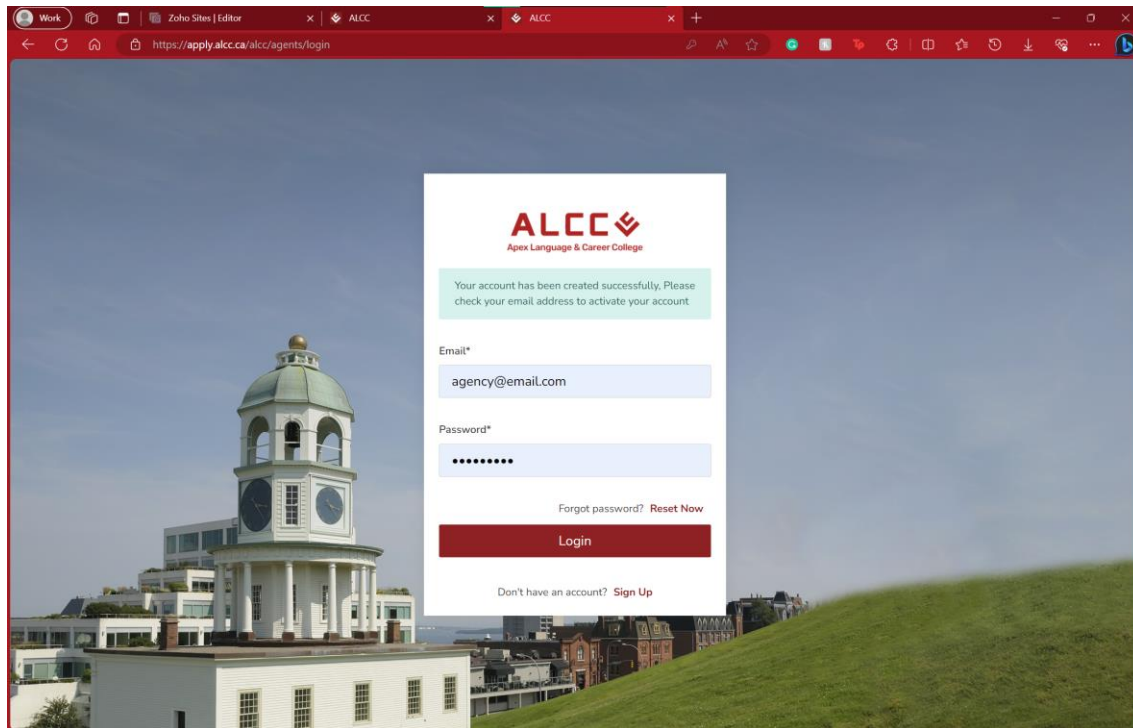 Work
Zoho Sites | Editor
ALCC
ALCC
https://apply.alcc.ca/alcc/agents/login
ALCC
Apex Language & Career College
Your account has been created successfully, Please
check your email address to activate your account
Email*
agency@email.com
Password*
•••••••••
Forgot password? Reset Now
Login
Don't have an account? Sign Up